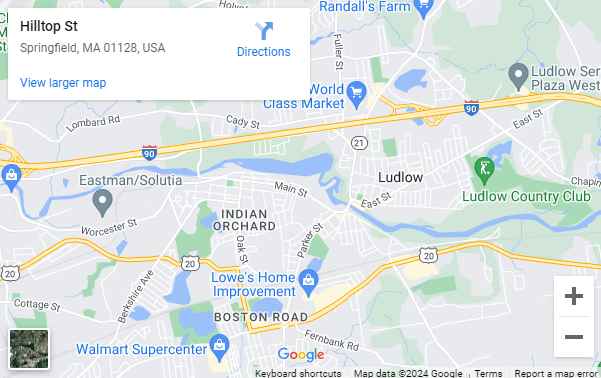 Hilltop St
Springfield, MA 01128, USA
Directions
View larger map
Randall's Farm
Fuller St
World
Class Market
Ludlow Ser
Plaza West
Lombard Rd
Cady St
90
90
East St
21
Eastman/Solutia
Main St
Ludlow
Chapin
Ludlow Country Club
East St
INDIAN
ORCHARD
Worcester St
Parker St
Oak St
20
20
20
Lowe's Home
Improvement
Berkshire Ave
Cottage St
BOSTON ROAD
Fernbank Rd
Walmart Supercenter
Google
+
−
Keyboard shortcuts
Map data ©2024 Google
Terms
Report a map error